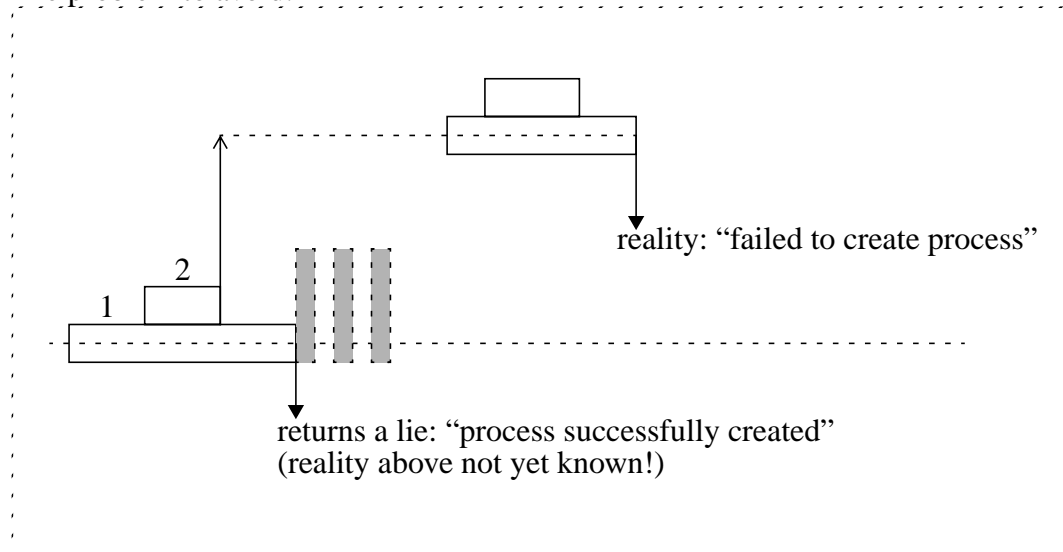 reality: “failed to create process”
2
1
returns a lie: “process successfully created”
(reality above not yet known!)